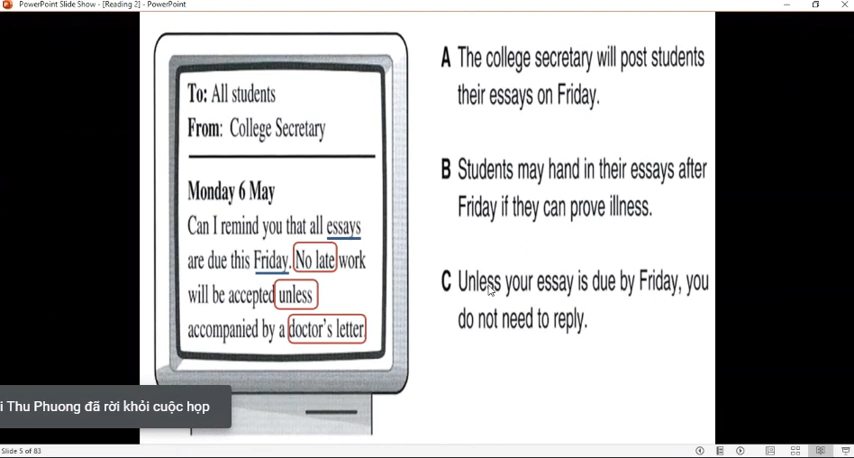 PowerPoint Slide Show - [Reading 2] - PowerPoint
To: All students
From: College Secretary
Monday 6 May
Can I remind you that all essays
are due this Friday. No late work
will be accepted unless
accompanied by a doctor's letter.
A The college secretary will post students
their essays on Friday.
B Students may hand in their essays after
Friday if they can prove illness.
C Unless your essay is due by Friday, you
do not need to reply.
i Thu Phuong đã rời khỏi cuộc họp
Slide 5 of 83